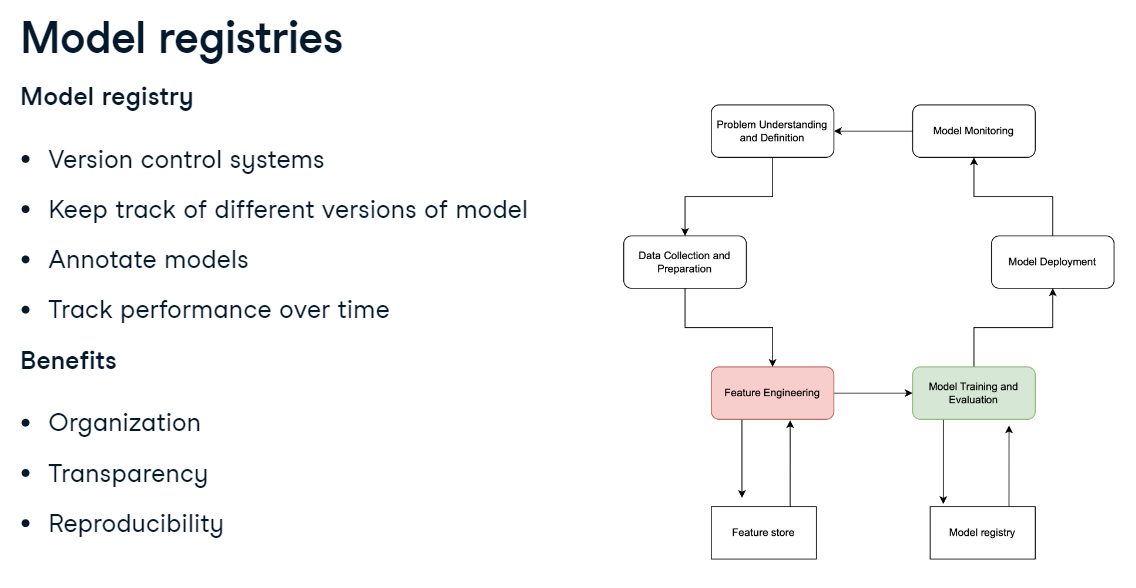 Model registries
Model registry
• Version control systems
• Keep track of different versions of model
• Annotate models
• Track performance over time
Benefits
• Organization
• Transparency
• Reproducibility
Problem Understanding
and Definition
Model Monitoring
Data Collection and
Preparation
Model Deployment
Feature Engineering
Model Training and
Evaluation
Feature store
Model registry